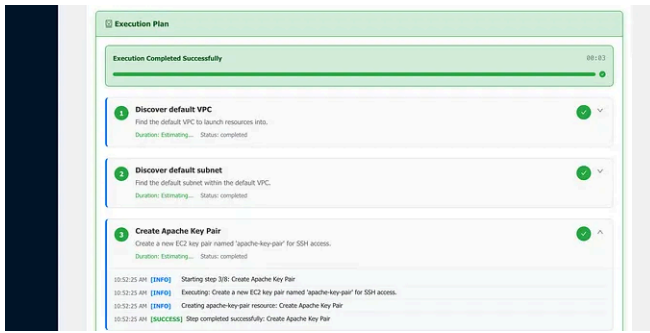 Execution Plan
Execution Completed Successfully 00:03
1 Discover default VPC
Find the default VPC to launch resources into.
Duration: Estimating... Status: completed
2 Discover default subnet
Find the default subnet within the default VPC.
Duration: Estimating... Status: completed
3 Create Apache Key Pair
Create a new EC2 key pair named 'apache-key-pair' for SSH access.
Duration: Estimating... Status: completed
10:52:25 AM [INFO] Starting step 3/8: Create Apache Key Pair
10:52:25 AM [INFO] Executing: Create a new EC2 key pair named 'apache-key-pair' for SSH access.
10:52:25 AM [INFO] Creating apache-key-pair resource: Create Apache Key Pair
10:52:25 AM [SUCCESS] Step completed successfully: Create Apache Key Pair